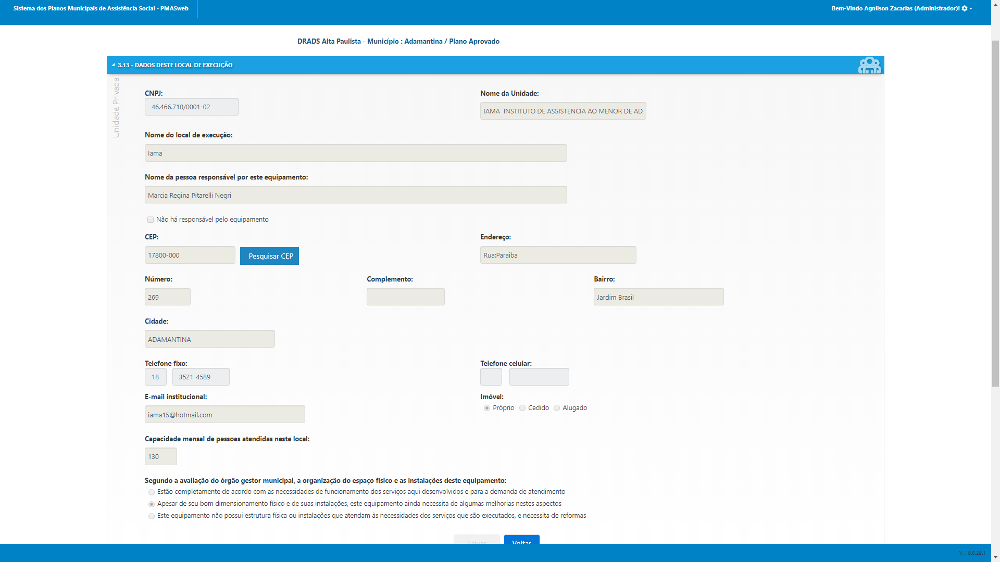 Sistema dos Planos Municipais de Assistência Social - PMASweb
Bem-Vindo Agnilson Zacarias (Administrador)!
DRADS Alta Paulista - Município : Adamantina / Plano Aprovado
3.13 - DADOS DESTE LOCAL DE EXECUÇÃO
Unidade Privada
CNPJ:
46.466.710/0001-02
Nome da Unidade:
IAMA INSTITUTO DE ASSISTENCIA AO MENOR DE AD
Nome do local de execução:
Iama
Nome da pessoa responsável por este equipamento:
Marcia Regina Pitarelli Negri
Não há responsável pelo equipamento
CEP:
17800-000
Pesquisar CEP
Endereço:
Rua:Paraiba
Número:
269
Complemento:
Bairro:
Jardim Brasil
Cidade:
ADAMANTINA
Telefone fixo:
18 3521-4589
Telefone celular:
E-mail institucional:
iama15@hotmail.com
Imóvel:
Próprio Cedido Alugado
Capacidade mensal de pessoas atendidas neste local:
130
Segundo a avaliação do órgão gestor municipal, a organização do espaço físico e as instalações deste equipamento:
Estão completamente de acordo com as necessidades de funcionamento dos serviços aqui desenvolvidos e para a demanda de atendimento
Apesar de seu bom dimensionamento físico e de suas instalações, este equipamento ainda necessita de algumas melhorias nestes aspectos
Este equipamento não possui estrutura física ou instalações que atendam às necessidades dos serviços que são executados, e necessita de reformas
Salvar
Voltar
V. 19.8.29.1